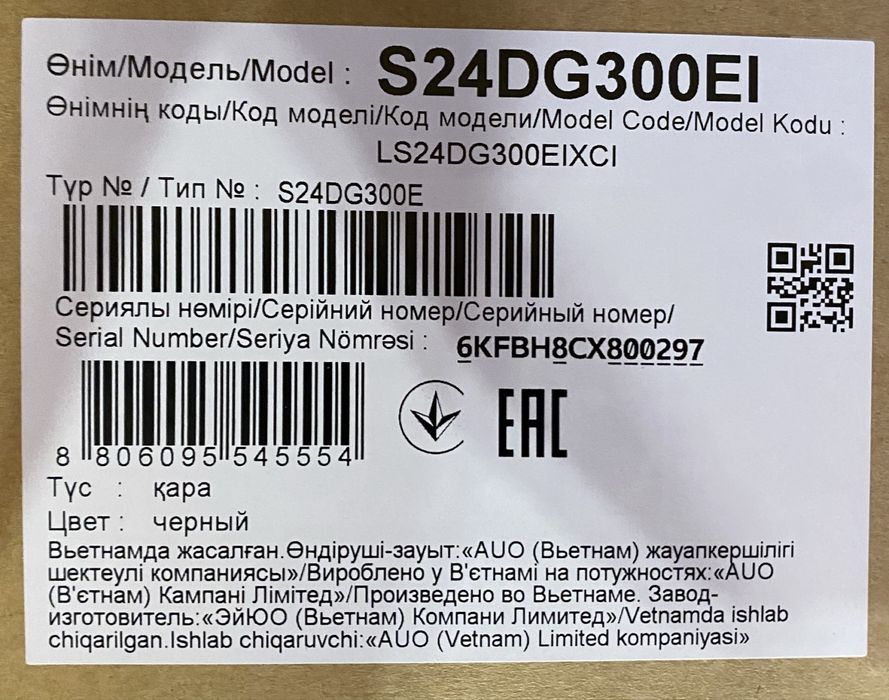 Өнім/Модель/Model : S24DG300EI
Өнімнің коды/Код моделі/Код модели/Model Code/Model Kodu :
LS24DG300EIXCI
Түр № / Тип № : S24DG300E
Сериялы нөмірі/Серійний номер/Серийный номер/
Serial Number/Seriya Nömrəsi : 6KFBH8CX800297
8 806095 545554
EAC
Түс : қара
Цвет : черный
Вьетнамда жасалған.Өндіруші-зауыт:«AUO (Вьетнам) жауапкершілігі
шектеулі компаниясы»/Вироблено у В'єтнамі на потужностях:«AUO
(В'єтнам) Кампані Лімітед»/Произведено во Вьетнаме. Завод-
изготовитель:«ЭйЮО (Вьетнам) Компани Лимитед»/Vetnamda ishlab
chiqarilgan.Ishlab chiqaruvchi:«AUO (Vetnam) Limited kompaniyasi»